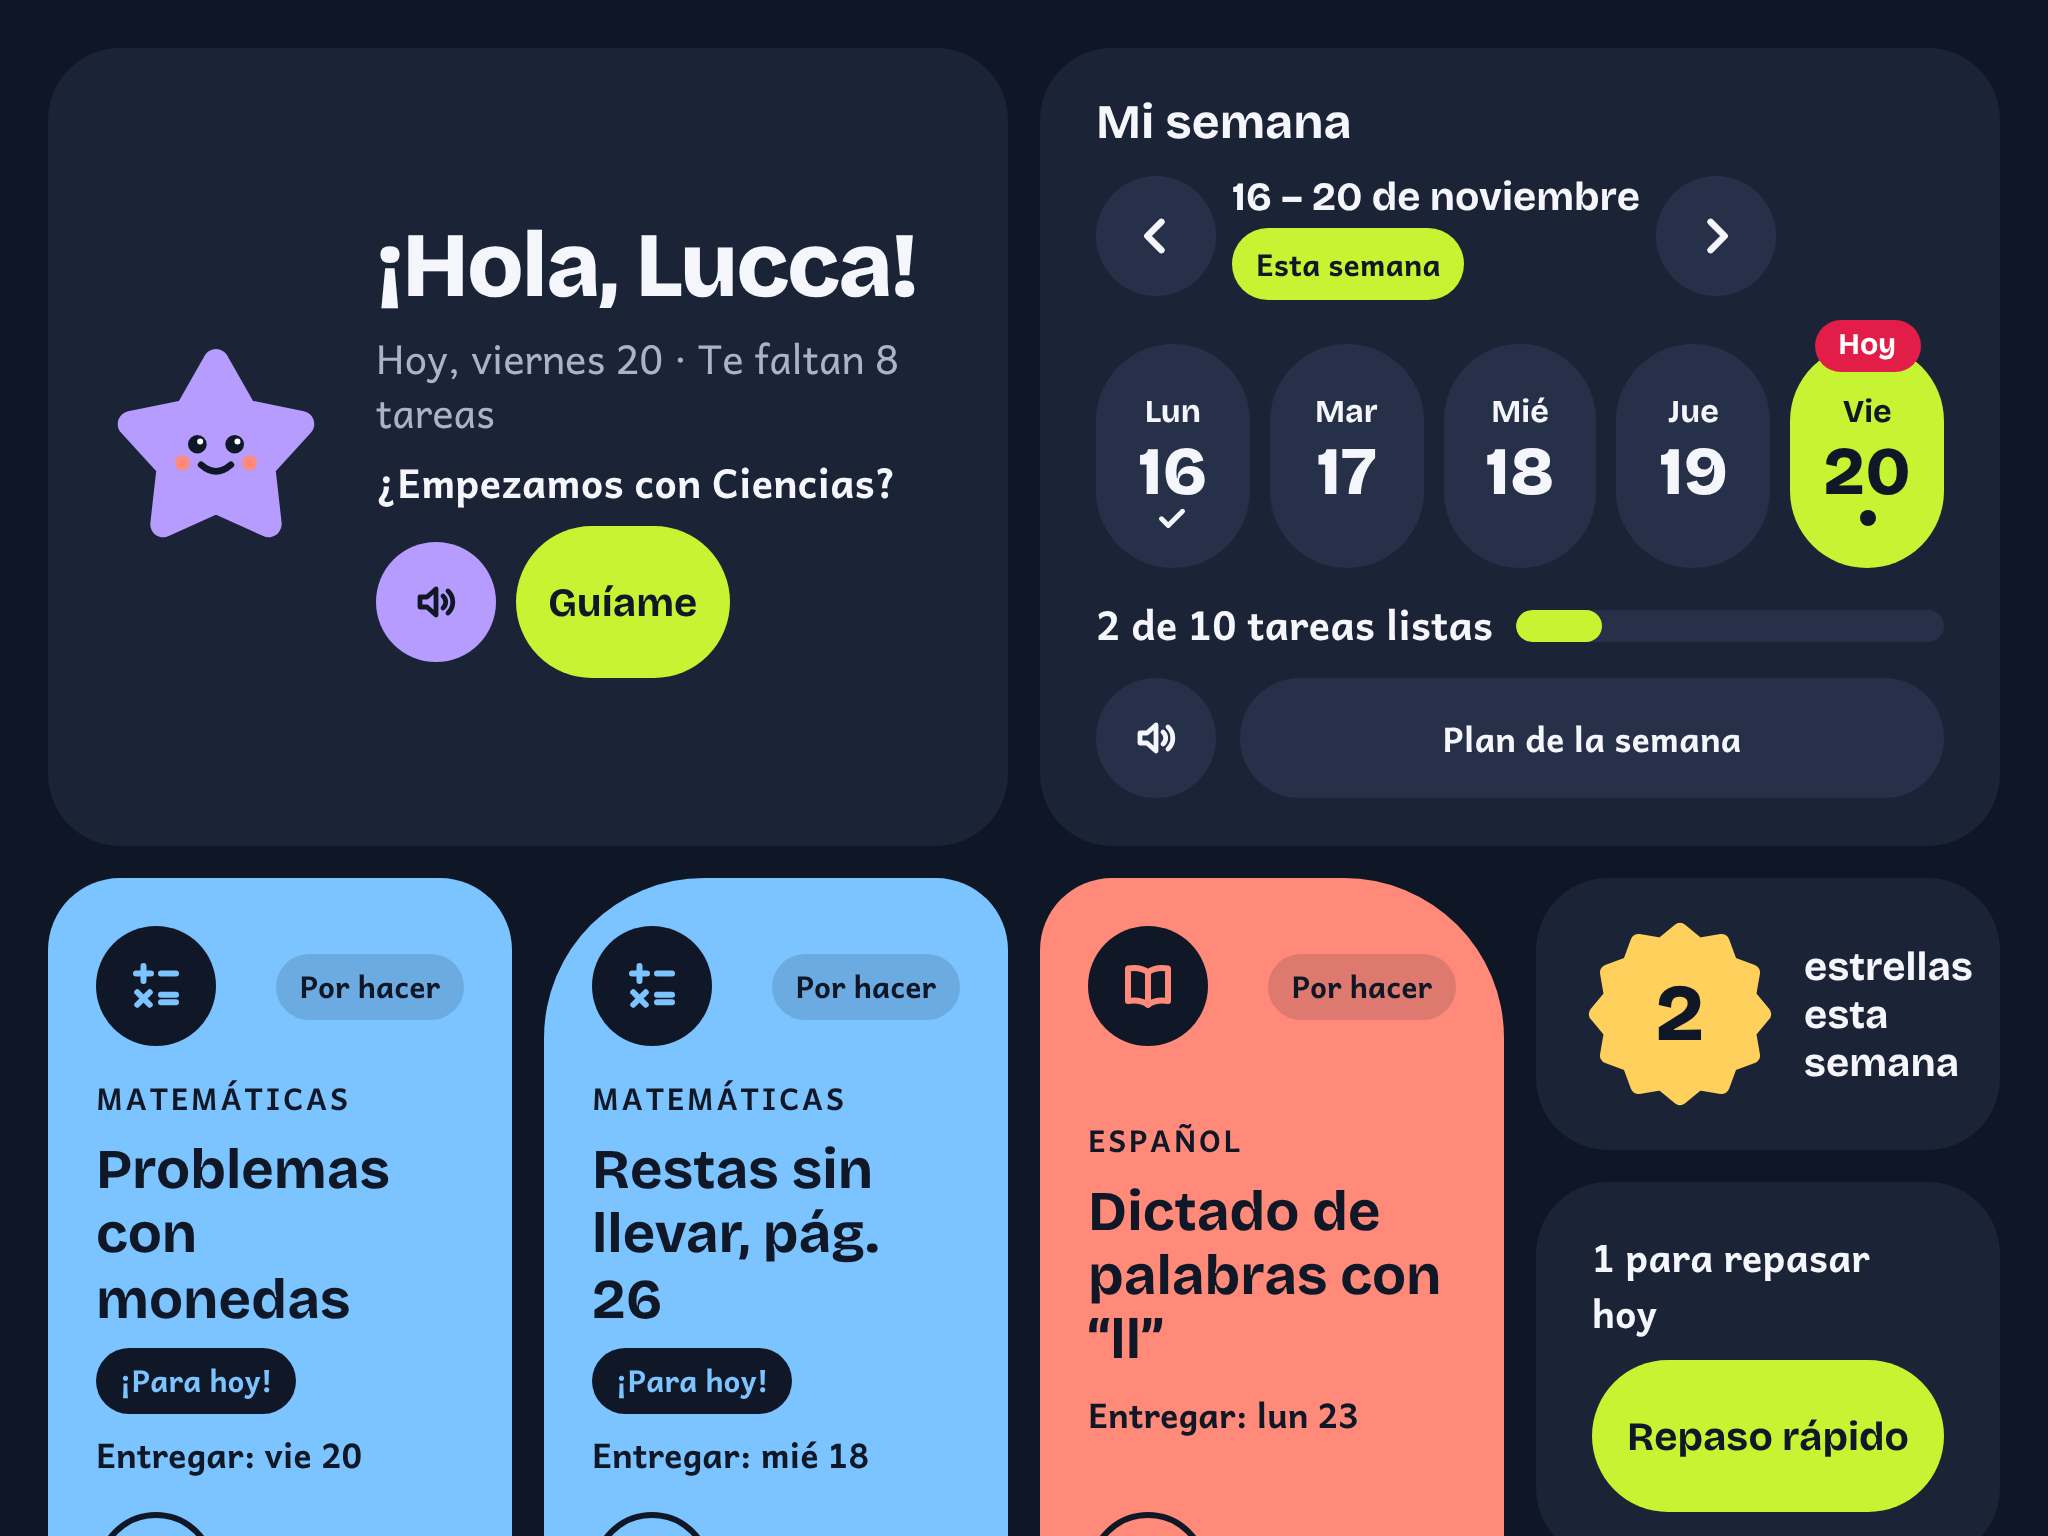 ¡Hola, Lucca!
Hoy, viernes 20 · Te faltan 8
tareas
¿Empezamos con Ciencias?
Guíame
Mi semana
16 – 20 de noviembre
Esta semana
Hoy
Lun
16
Mar
17
Mié
18
Jue
19
Vie
20
2 de 10 tareas listas
Plan de la semana
Por hacer
MATEMÁTICAS
Problemas
con
monedas
¡Para hoy!
Entregar: vie 20
Por hacer
MATEMÁTICAS
Restas sin
llevar, pág.
26
¡Para hoy!
Entregar: mié 18
Por hacer
ESPAÑOL
Dictado de
palabras con
“ll”
Entregar: lun 23
2
estrellas
esta
semana
1 para repasar
hoy
Repaso rápido